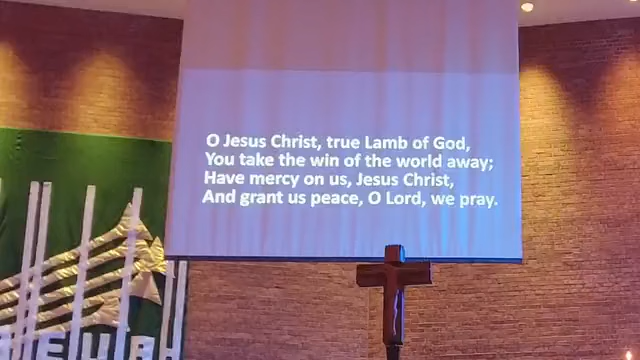 O Jesus Christ, true Lamb of God,
You take the win of the world away;
Have mercy on us, Jesus Christ,
And grant us peace, O Lord, we pray.